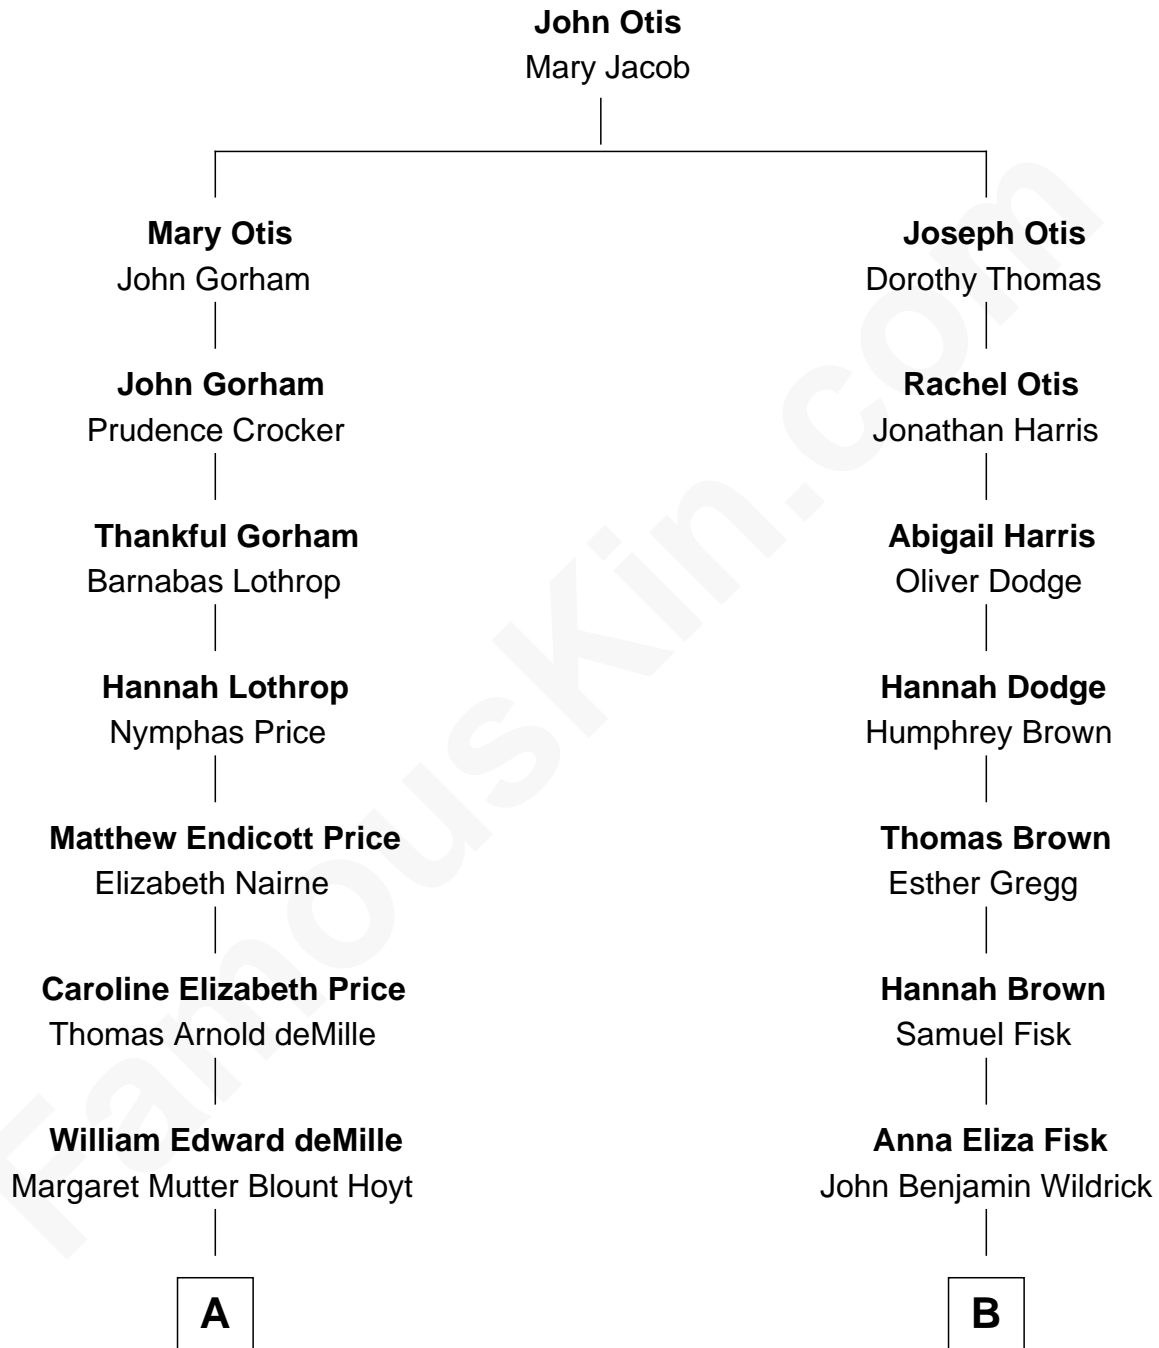 John Otis
Mary Jacob
Mary Otis
John Gorham
Joseph Otis
Dorothy Thomas
John Gorham
Prudence Crocker
Rachel Otis
Jonathan Harris
Thankful Gorham
Barnabas Lothrop
Abigail Harris
Oliver Dodge
Hannah Lothrop
Nymphas Price
Hannah Dodge
Humphrey Brown
Matthew Endicott Price
Elizabeth Nairne
Thomas Brown
Esther Gregg
Caroline Elizabeth Price
Thomas Arnold deMille
Hannah Brown
Samuel Fisk
William Edward deMille
Margaret Mutter Blount Hoyt
Anna Eliza Fisk
John Benjamin Wildrick
A
B
FamousKin.com